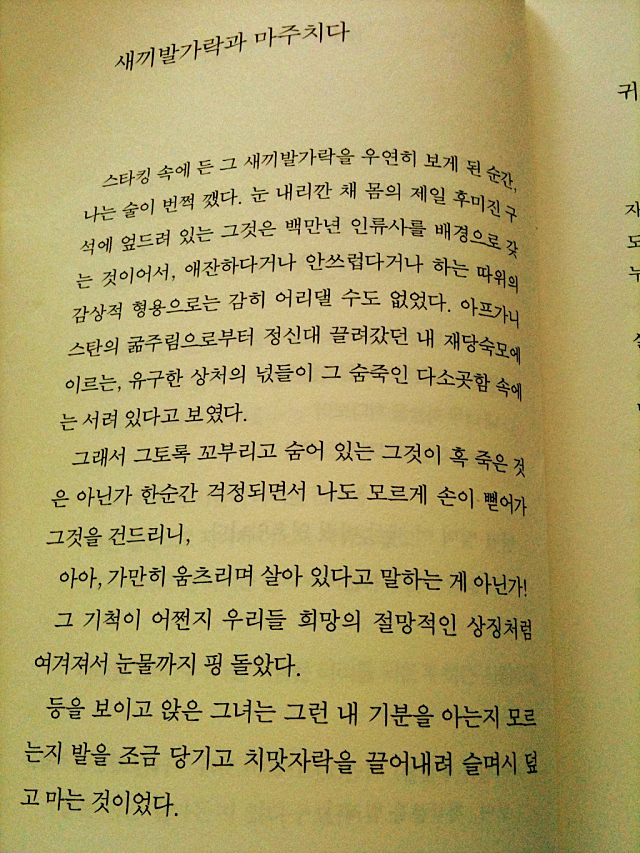 새끼발가락과 마주치다
스타킹 속에 든 그 새끼발가락을 우연히 보게 된 순간,
나는 술이 번쩍 깼다. 눈 내리깐 채 몸의 제일 후미진 구
석에 엎드려 있는 그것은 백만년 인류사를 배경으로 갖
는 것이어서, 애잔하다거나 안쓰럽다거나 하는 따위의
감상적 형용으로는 감히 어리댈 수도 없었다. 아프가니
스탄의 굶주림으로부터 정신대 끌려갔던 내 재당숙모에
이르는, 유구한 상처의 넋들이 그 숨죽인 다소곳함 속에
는 서려 있다고 보였다.
그래서 그토록 꼬부리고 숨어 있는 그것이 혹 죽은 것
은 아닌가 한순간 걱정되면서 나도 모르게 손이 뻗어가
그것을 건드리니,
아아, 가만히 움츠리며 살아 있다고 말하는 게 아닌가!
그 기척이 어쩐지 우리들 희망의 절망적인 상징처럼
여겨져서 눈물까지 핑 돌았다.
등을 보이고 앉은 그녀는 그런 내 기분을 아는지 모르
는지 발을 조금 당기고 치맛자락을 끌어내려 슬며시 덮
고 마는 것이었다.
귀
자
도
누